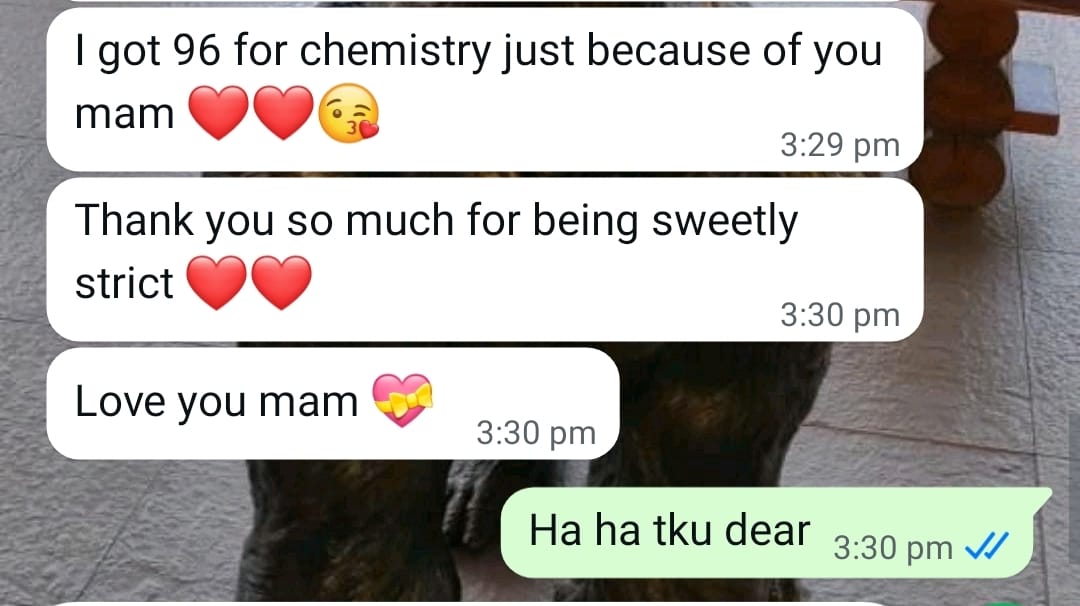 I got 96 for chemistry just because of you
mam ❤️❤️😘
3:29 pm
Thank you so much for being sweetly
strict ❤️❤️
3:30 pm
Love you mam 💝
3:30 pm
Ha ha tku dear 3:30 pm